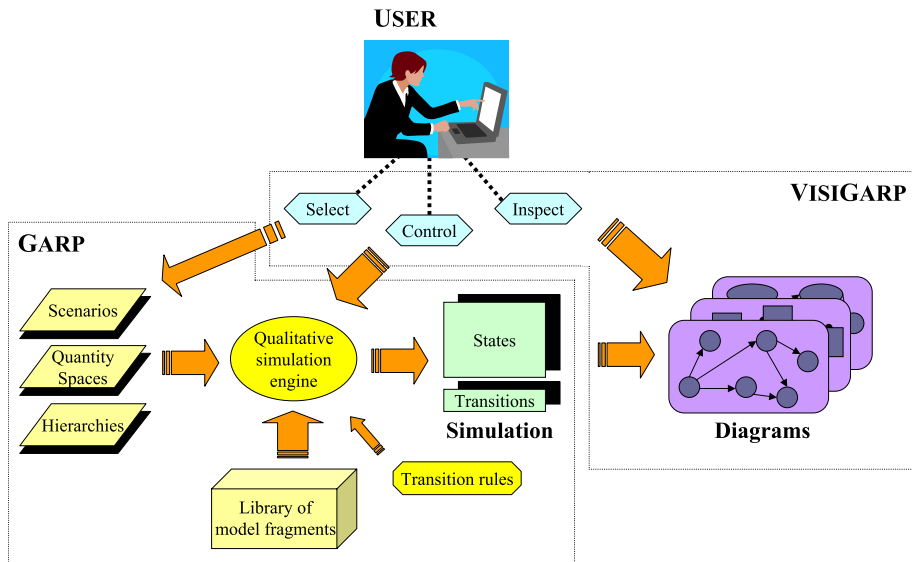 USER
VISIGARP
Select
Inspect
Control
GARP
Scenarios
Quantity
Spaces
Hierarchies
Qualitative
simulation
engine
States
Transitions
Simulation
Diagrams
Transition rules
Library of
model fragments